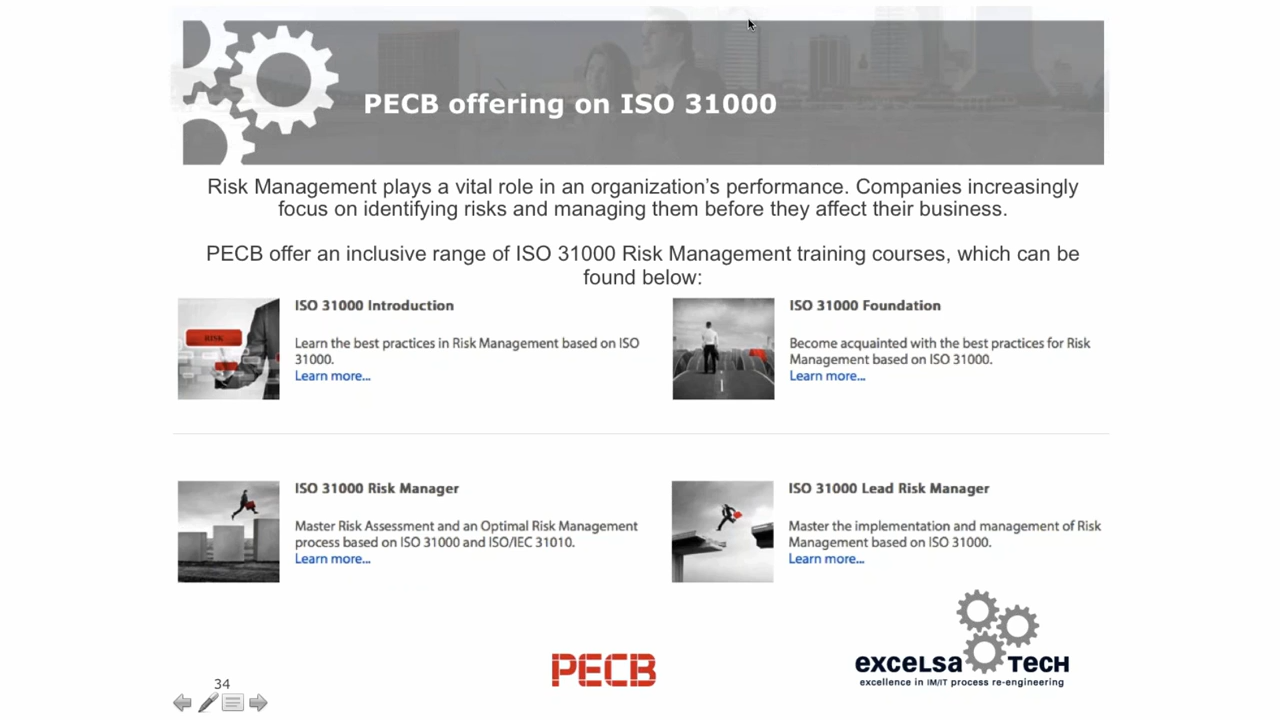 PECB offering on ISO 31000
Risk Management plays a vital role in an organization’s performance. Companies increasingly
focus on identifying risks and managing them before they affect their business.
PECB offer an inclusive range of ISO 31000 Risk Management training courses, which can be
found below:
ISO 31000 Introduction
RISK
Learn the best practices in Risk Management based on ISO
31000.
Learn more...
ISO 31000 Foundation
Become acquainted with the best practices for Risk
Management based on ISO 31000.
Learn more...
ISO 31000 Risk Manager
Master Risk Assessment and an Optimal Risk Management
process based on ISO 31000 and ISO/IEC 31010.
Learn more...
ISO 31000 Lead Risk Manager
Master the implementation and management of Risk
Management based on ISO 31000.
Learn more...
PECB
EXCELSA TECH
excellence in IM/IT process re-engineering
34